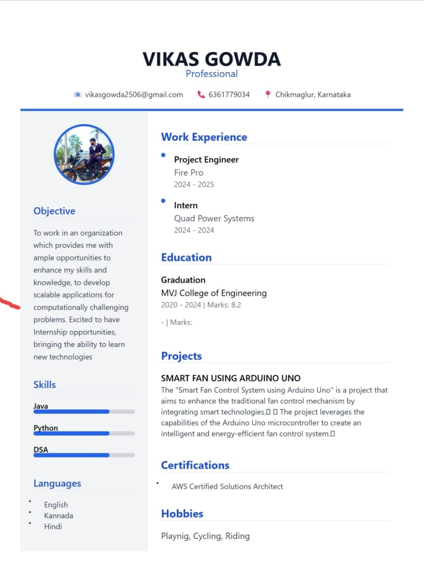 VIKAS GOWDA
Professional
vikasgowda2506@gmail.com 6361779034 Chikmaglur, Karnataka
Objective
To work in an organization
which provides me with
ample opportunities to
enhance my skills and
knowledge, to develop
scalable applications for
computationally challenging
problems. Excited to have
Internship opportunities,
bringing the ability to learn
new technologies
Skills
Java
Python
DSA
Languages
English
Kannada
Hindi
Work Experience
Project Engineer
Fire Pro
2024 - 2025
Intern
Quad Power Systems
2024 - 2024
Education
Graduation
MVJ College of Engineering
2020 - 2024 | Marks: 8.2
- | Marks:
Projects
SMART FAN USING ARDUINO UNO
The "Smart Fan Control System using Arduino Uno" is a project that
aims to enhance the traditional fan control mechanism by
integrating smart technologies.▯ ▯ The project leverages the
capabilities of the Arduino Uno microcontroller to create an
intelligent and energy-efficient fan control system.▯
Certifications
AWS Certified Solutions Architect
Hobbies
Playnig, Cycling, Riding